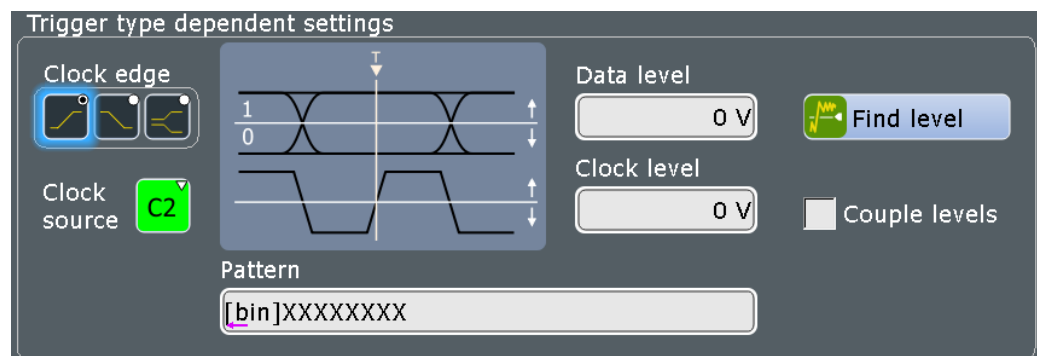 Trigger type dependent settings
Clock edge
T
1
0
Data level
0 V
Find level
Clock source
C2
Clock level
0 V
Couple levels
Pattern
[bin]XXXXXXXX